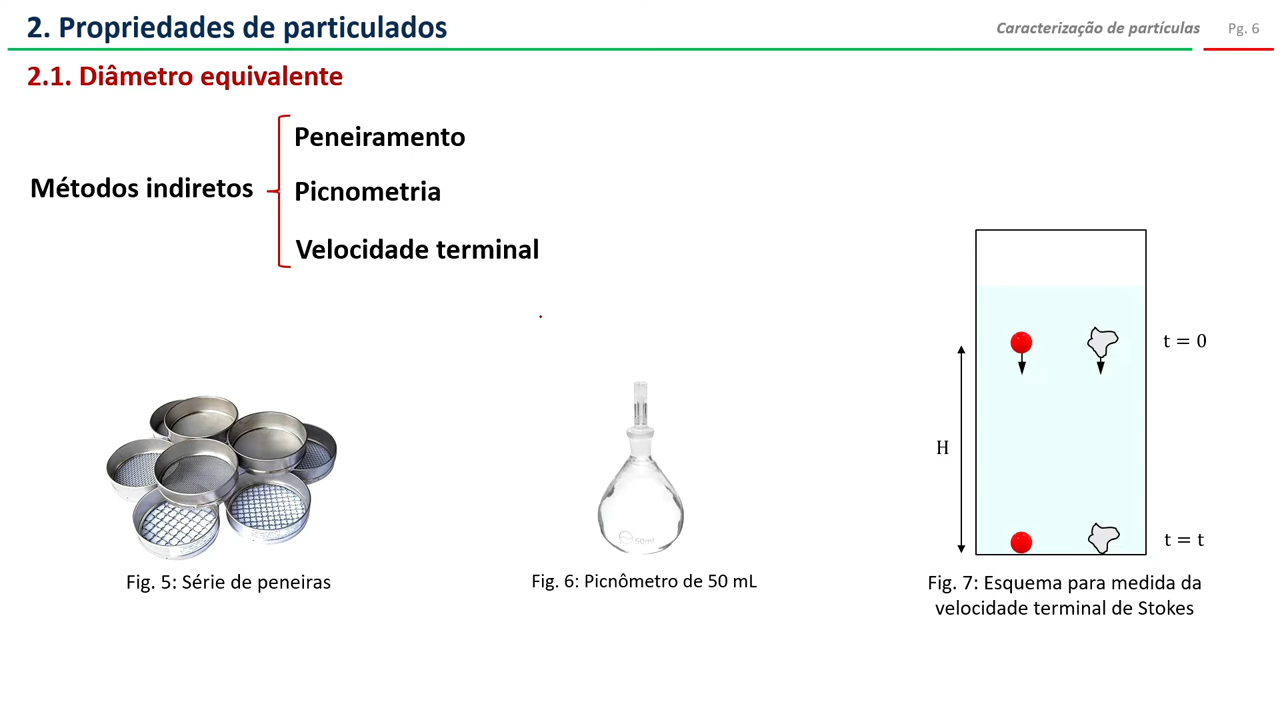 2. Propriedades de particulados
Caracterização de partículas
Pg. 6
2.1. Diâmetro equivalente
Métodos indiretos
Peneiramento
Picnometria
Velocidade terminal
t = 0
H
t = t
50ml
Fig. 5: Série de peneiras
Fig. 6: Picnômetro de 50 mL
Fig. 7: Esquema para medida da
velocidade terminal de Stokes